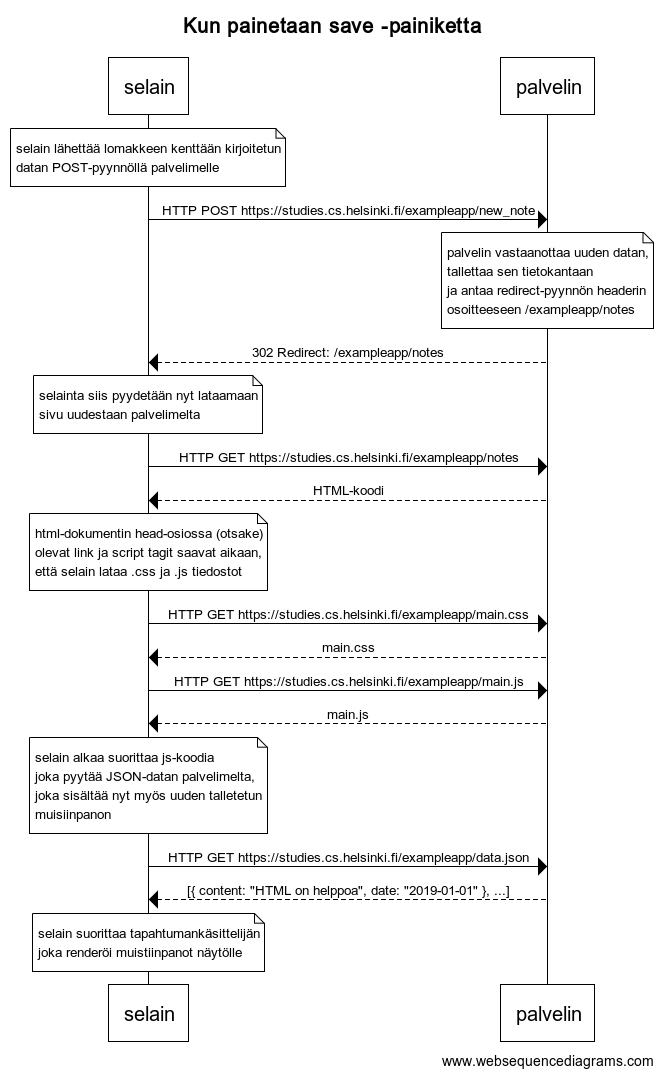 Kun painetaan save -painiketta
selain
palvelin
selain lähettää lomakkeen kenttään kirjoitetun
datan POST-pyynnöllä palvelimelle
HTTP POST https://studies.cs.helsinki.fi/exampleapp/new_note
palvelin vastaanottaa uuden datan,
tallettaa sen tietokantaan
ja antaa redirect-pyynnön headerin
osoitteeseen /exampleapp/notes
302 Redirect: /exampleapp/notes
selainta siis pyydetään nyt lataamaan
sivu uudestaan palvelimelta
HTTP GET https://studies.cs.helsinki.fi/exampleapp/notes
HTML-koodi
html-dokumentin head-osiossa (otsake)
olevat link ja script tagit saavat aikaan,
että selain lataa .css ja .js tiedostot
HTTP GET https://studies.cs.helsinki.fi/exampleapp/main.css
main.css
HTTP GET https://studies.cs.helsinki.fi/exampleapp/main.js
main.js
selain alkaa suorittaa js-koodia
joka pyytää JSON-datan palvelimelta,
joka sisältää nyt myös uuden talletetun
muisiinpanon
HTTP GET https://studies.cs.helsinki.fi/exampleapp/data.json
[{ content: "HTML on helppoa", date: "2019-01-01" }, ...]
selain suorittaa tapahtumankäsittelijän
joka renderöi muistiinpanot näytölle
selain
palvelin
www.websequencediagrams.com